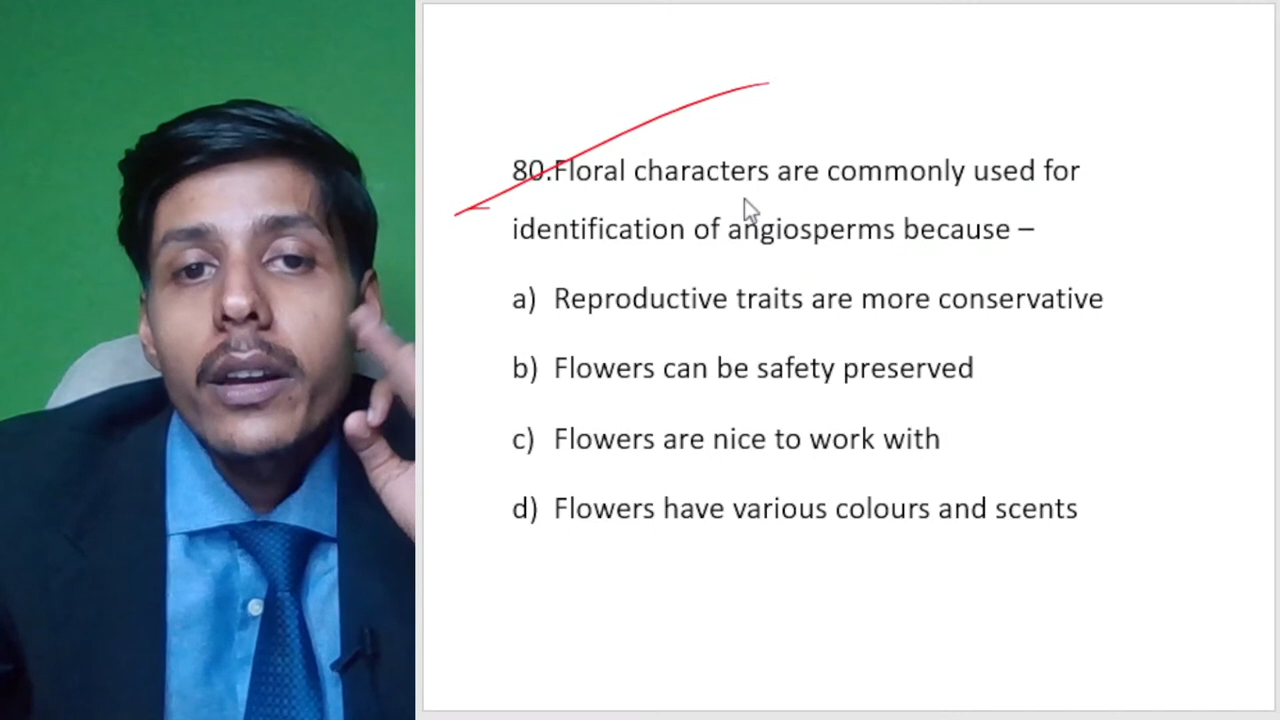 80.Floral characters are commonly used for
identification of angiosperms because –
a) Reproductive traits are more conservative
b) Flowers can be safety preserved
c) Flowers are nice to work with
d) Flowers have various colours and scents